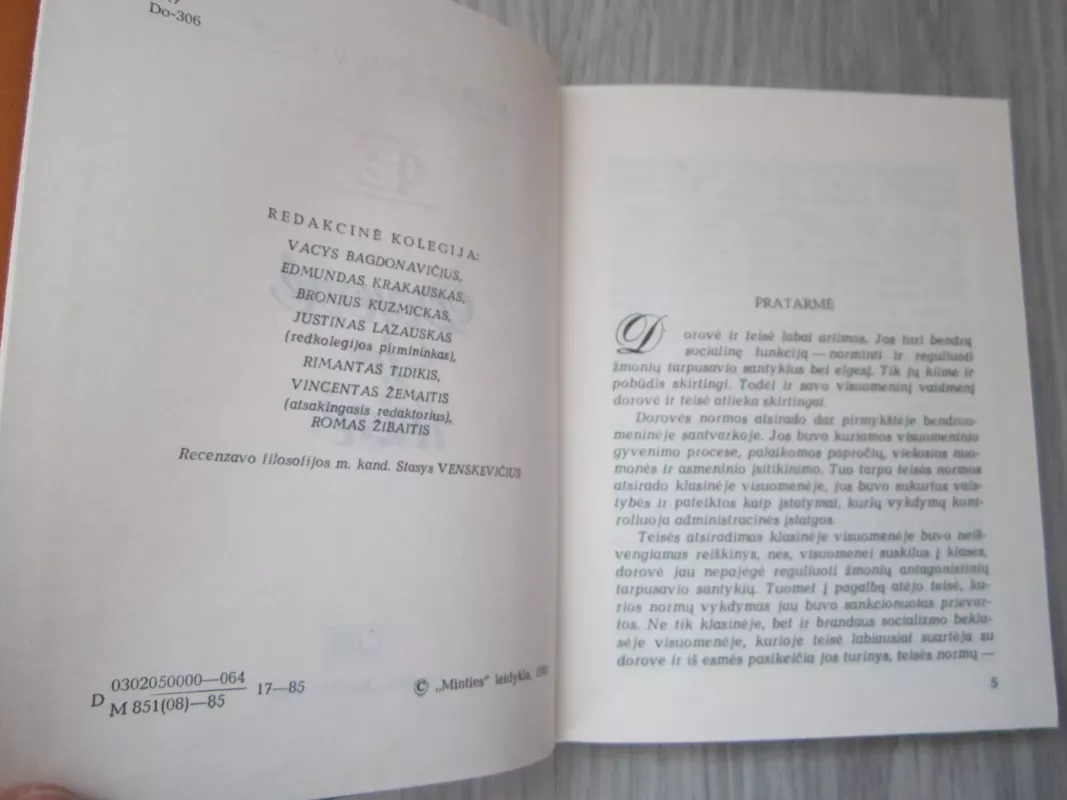 Do-306
REDAKCINĖ KOLEGIJA:
VACYS BAGDONAVIČIUS,
EDMUNDAS KRAKAUSKAS,
BRONIUS KUZMICKAS,
JUSTINAS LAZAUSKAS
(redkolegijos pirmininkas),
RIMANTAS TIDIKIS,
VINCENTAS ŽEMAITIS
(atsakingasis redaktorius),
ROMAS ŽIBAITIS
Recenzavo filosofijos m. kand. Stasys VENSKEVIČIUS
D 0302050000—064
M 851(08)—85
17—85
© „Minties" leidykla,
PRATARMĖ
Dorovė ir teisė labai artimos. Jos turi bendrą
socialinę funkciją — norminti ir reguliuoti
žmonių tarpusavio santykius bei elgesį. Tik jų kilmė ir
pobūdis skirtingi. Todėl ir savo visuomeninį vaidmenį
dorovė ir teisė atlieka skirtingai.
Dorovės normos atsirado dar pirmykštėje bendruo-
meninėje santvarkoje. Jos buvo kuriamos visuomeninio
gyvenimo procese, palaikomos papročių, viešosios nuo-
monės ir asmeninio įsitikinimo. Tuo tarpu teisės normos
atsirado klasinėje visuomenėje, jos buvo sukurtos vals-
tybės ir pateiktos kaip įstatymai, kurių vykdymą kont-
roliuoja administracinės įstaigos.
Teisės atsiradimas klasinėje visuomenėje buvo neiš-
vengiamas reiškinys, nes, visuomenei suskilus į klases,
dorovė jau nepajėgė reguliuoti žmonių antagonistinių
tarpusavio santykių. Tuomet į pagalbą atėjo teisė, ku-
rios normų vykdymas jau buvo sankcionuotas prievar-
tos. Ne tik klasinėje, bet ir brandaus socializmo bekla-
sėje visuomenėje, kurioje teisė labiausiai suartėja su
dorove ir iš esmės pasikeičia jos turinys, teisės normų —
5